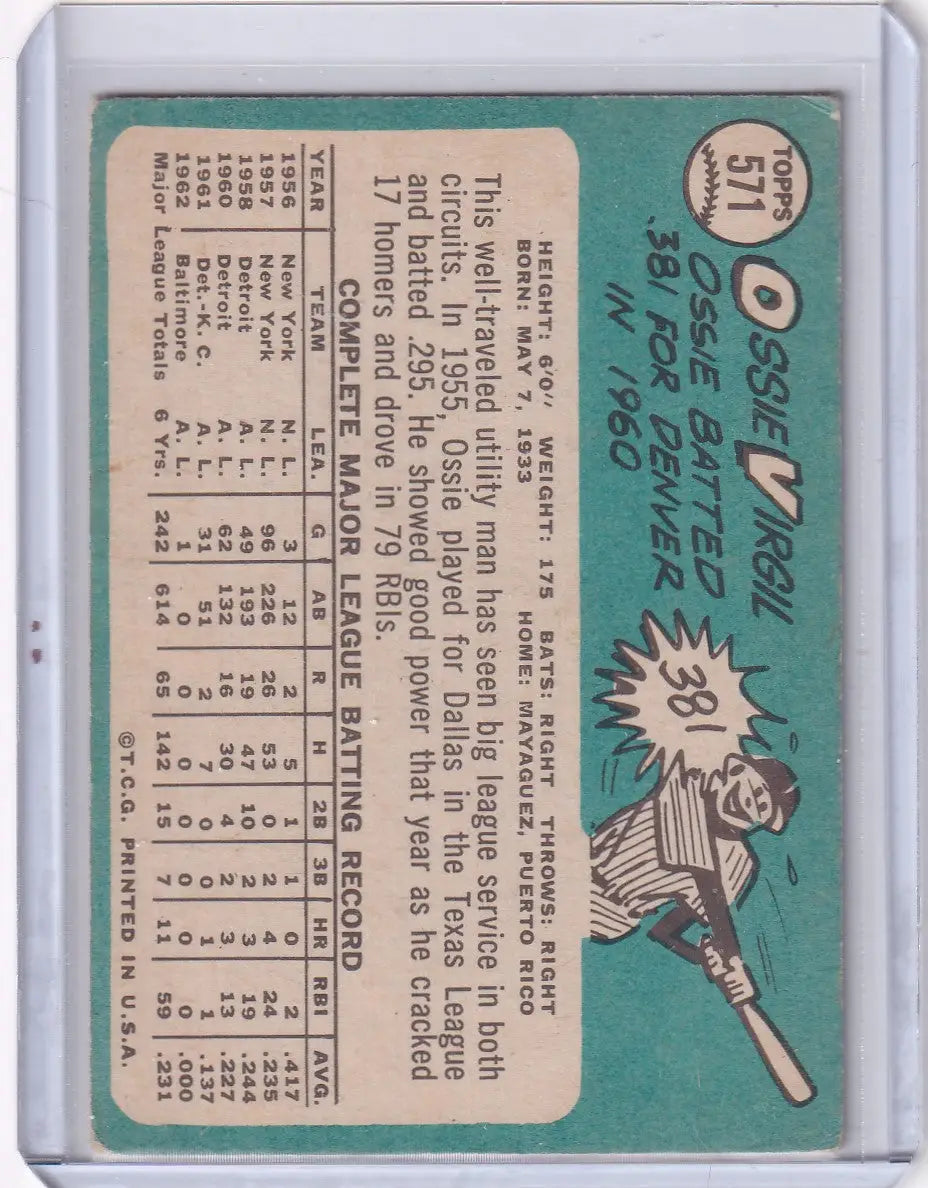 TOPPS
571
OSSIE VIRGIL
OSSIE BATTED
.381 FOR DENVER
IN 1960
381
HEIGHT: 6'0" WEIGHT: 175 BATS: RIGHT THROWS: RIGHT
BORN: MAY 7, 1933 HOME: MAYAGUEZ, PUERTO RICO
This well-traveled utility man has seen big league service in both
circuits. In 1955, Ossie played for Dallas in the Texas League
and batted .295. He showed good power that year as he cracked
17 homers and drove in 79 RBIs.
COMPLETE MAJOR LEAGUE BATTING RECORD
YEAR TEAM LEA. G AB R H 2B 3B HR RBI AVG.
1956 New York N. L. 3 12 2 5 1 1 0 2 .417
1957 New York N. L. 96 226 26 53 0 2 4 24 .235
1958 Detroit A. L. 49 193 19 47 10 2 3 19 .244
1960 Detroit A. L. 62 132 16 30 4 2 3 13 .227
1961 Det.-K. C. A. L. 31 51 2 7 0 0 1 1 .137
1962 Baltimore A. L. 1 0 0 0 0 0 0 0 .000
Major League Totals 6 Yrs. 242 614 65 142 15 7 11 59 .231
©T.C.G. PRINTED IN U.S.A.